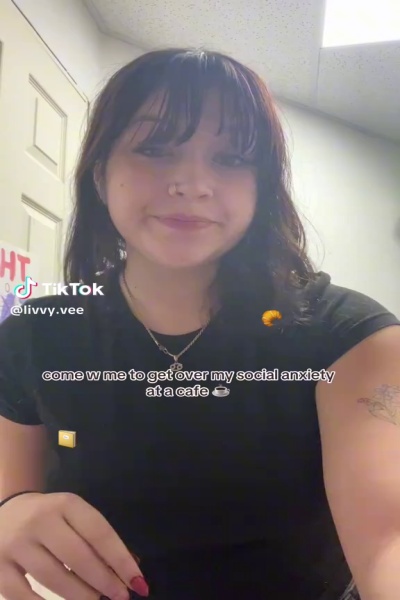 HT
TikTok
@livvy.vee
come w me to get over my social anxiety
at a cafe ☕